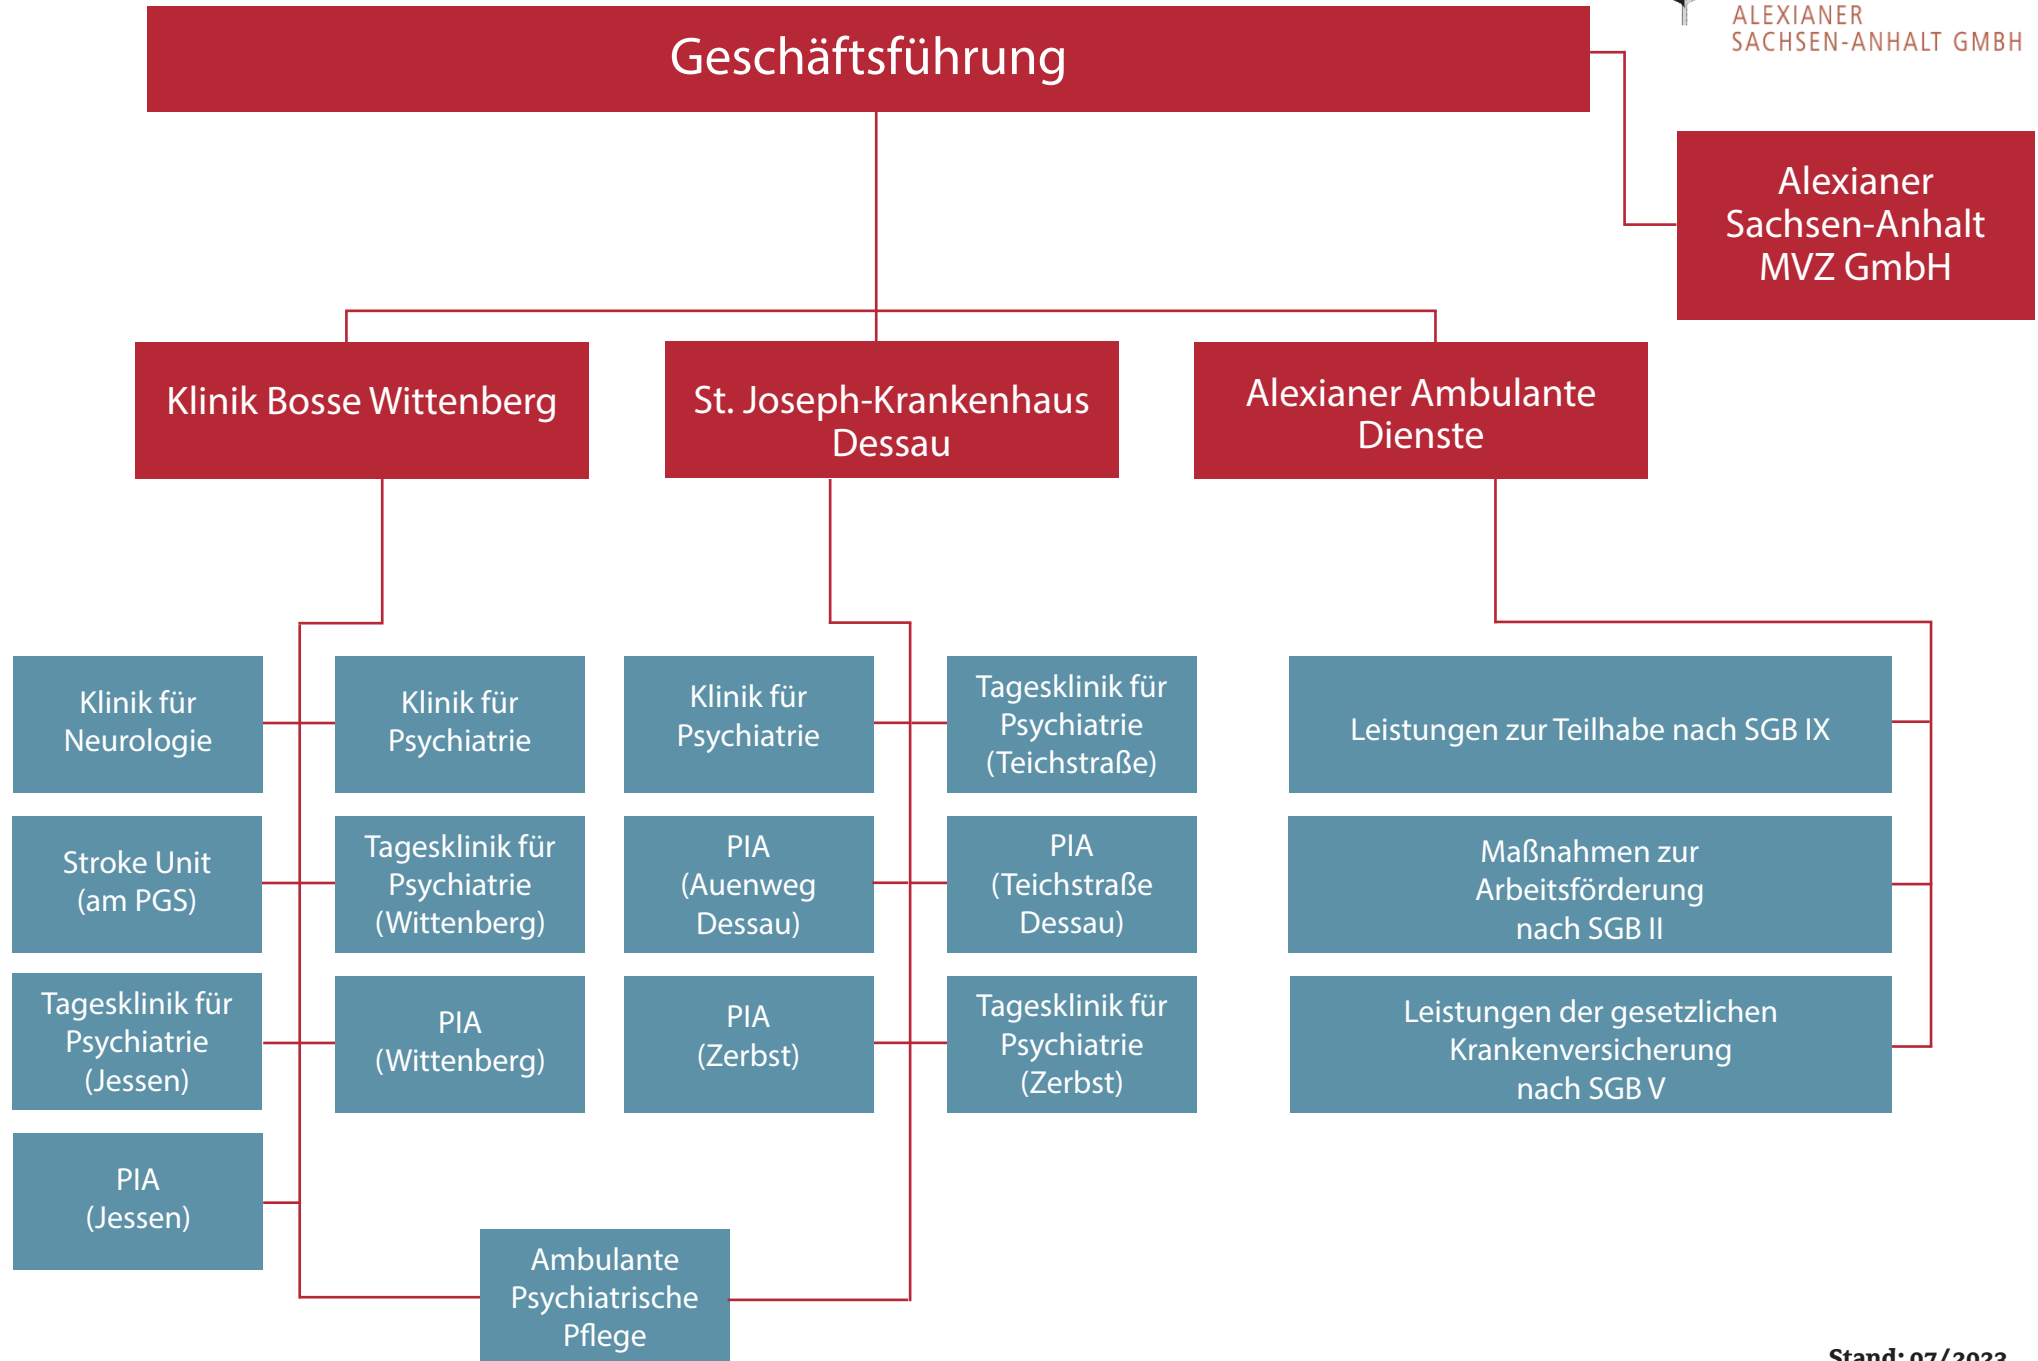 ALEXIANER
SACHSEN-ANHALT GMBH
Geschäftsführung
Alexianer
Sachsen-Anhalt
MVZ GmbH
Klinik Bosse Wittenberg
St. Joseph-Krankenhaus
Dessau
Alexianer Ambulante
Dienste
Klinik für
Neurologie
Klinik für
Psychiatrie
Klinik für
Psychiatrie
Tagesklinik für
Psychiatrie
(Teichstraße)
Leistungen zur Teilhabe nach SGB IX
Stroke Unit
(am PGS)
Tagesklinik für
Psychiatrie
(Wittenberg)
PIA
(Auenweg
Dessau)
PIA
(Teichstraße
Dessau)
Maßnahmen zur
Arbeitsförderung
nach SGB II
Tagesklinik für
Psychiatrie
(Jessen)
PIA
(Wittenberg)
PIA
(Zerbst)
Tagesklinik für
Psychiatrie
(Zerbst)
Leistungen der gesetzlichen
Krankenversicherung
nach SGB V
PIA
(Jessen)
Ambulante
Psychiatrische
Pflege
Stand: 07/2023